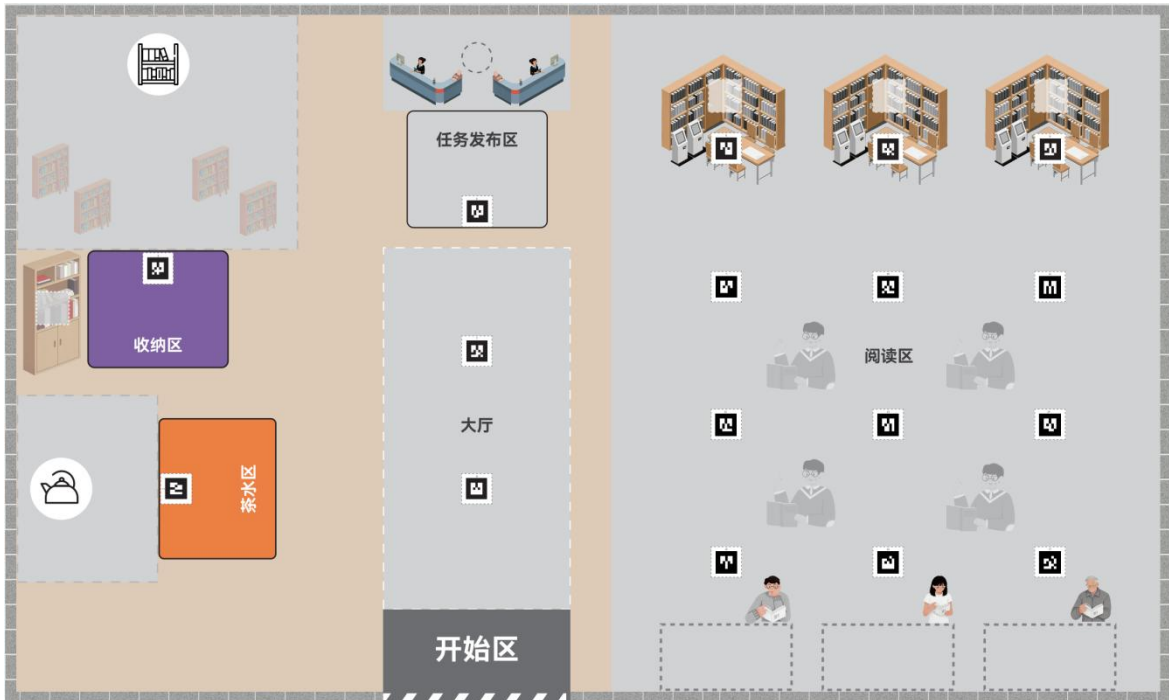 任务发布区
收纳区
阅读区
大厅
茶水区
开始区